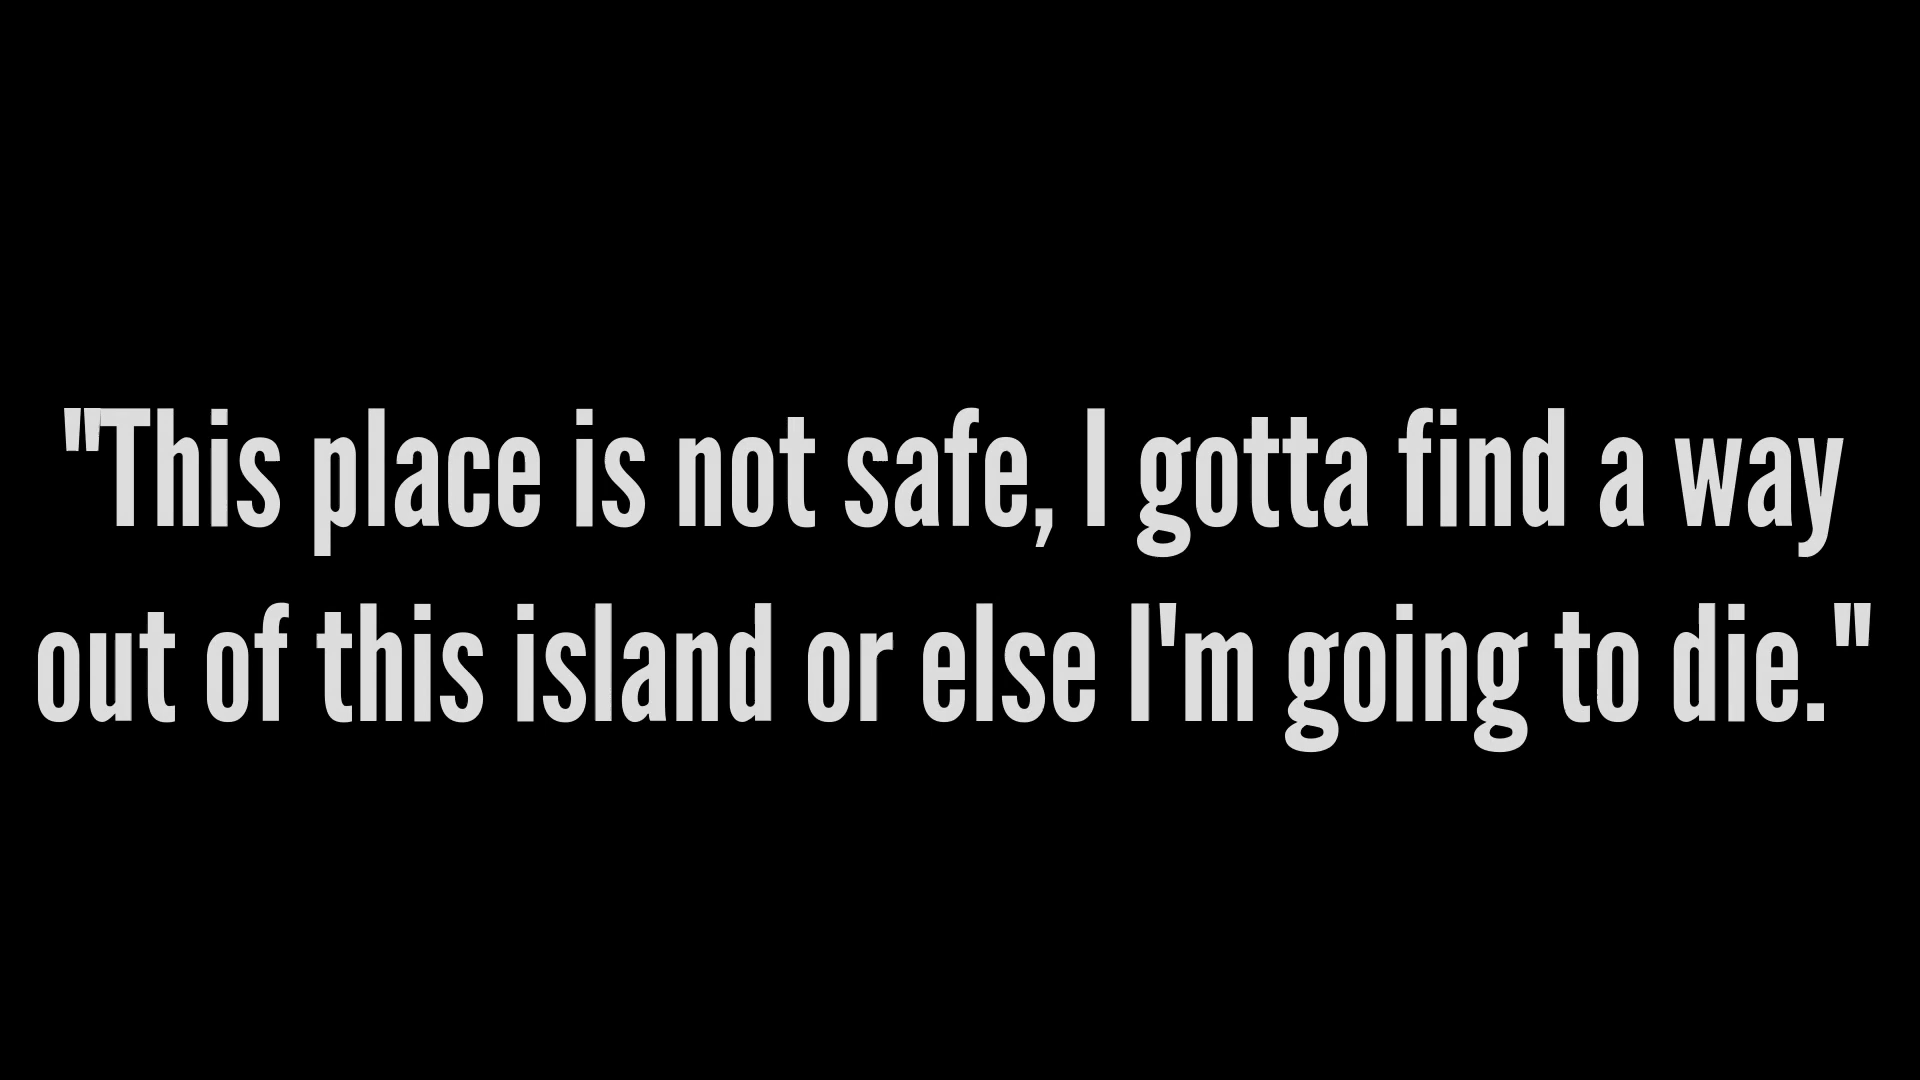 "This place is not safe, I gotta find a way
out of this island or else I'm going to die."